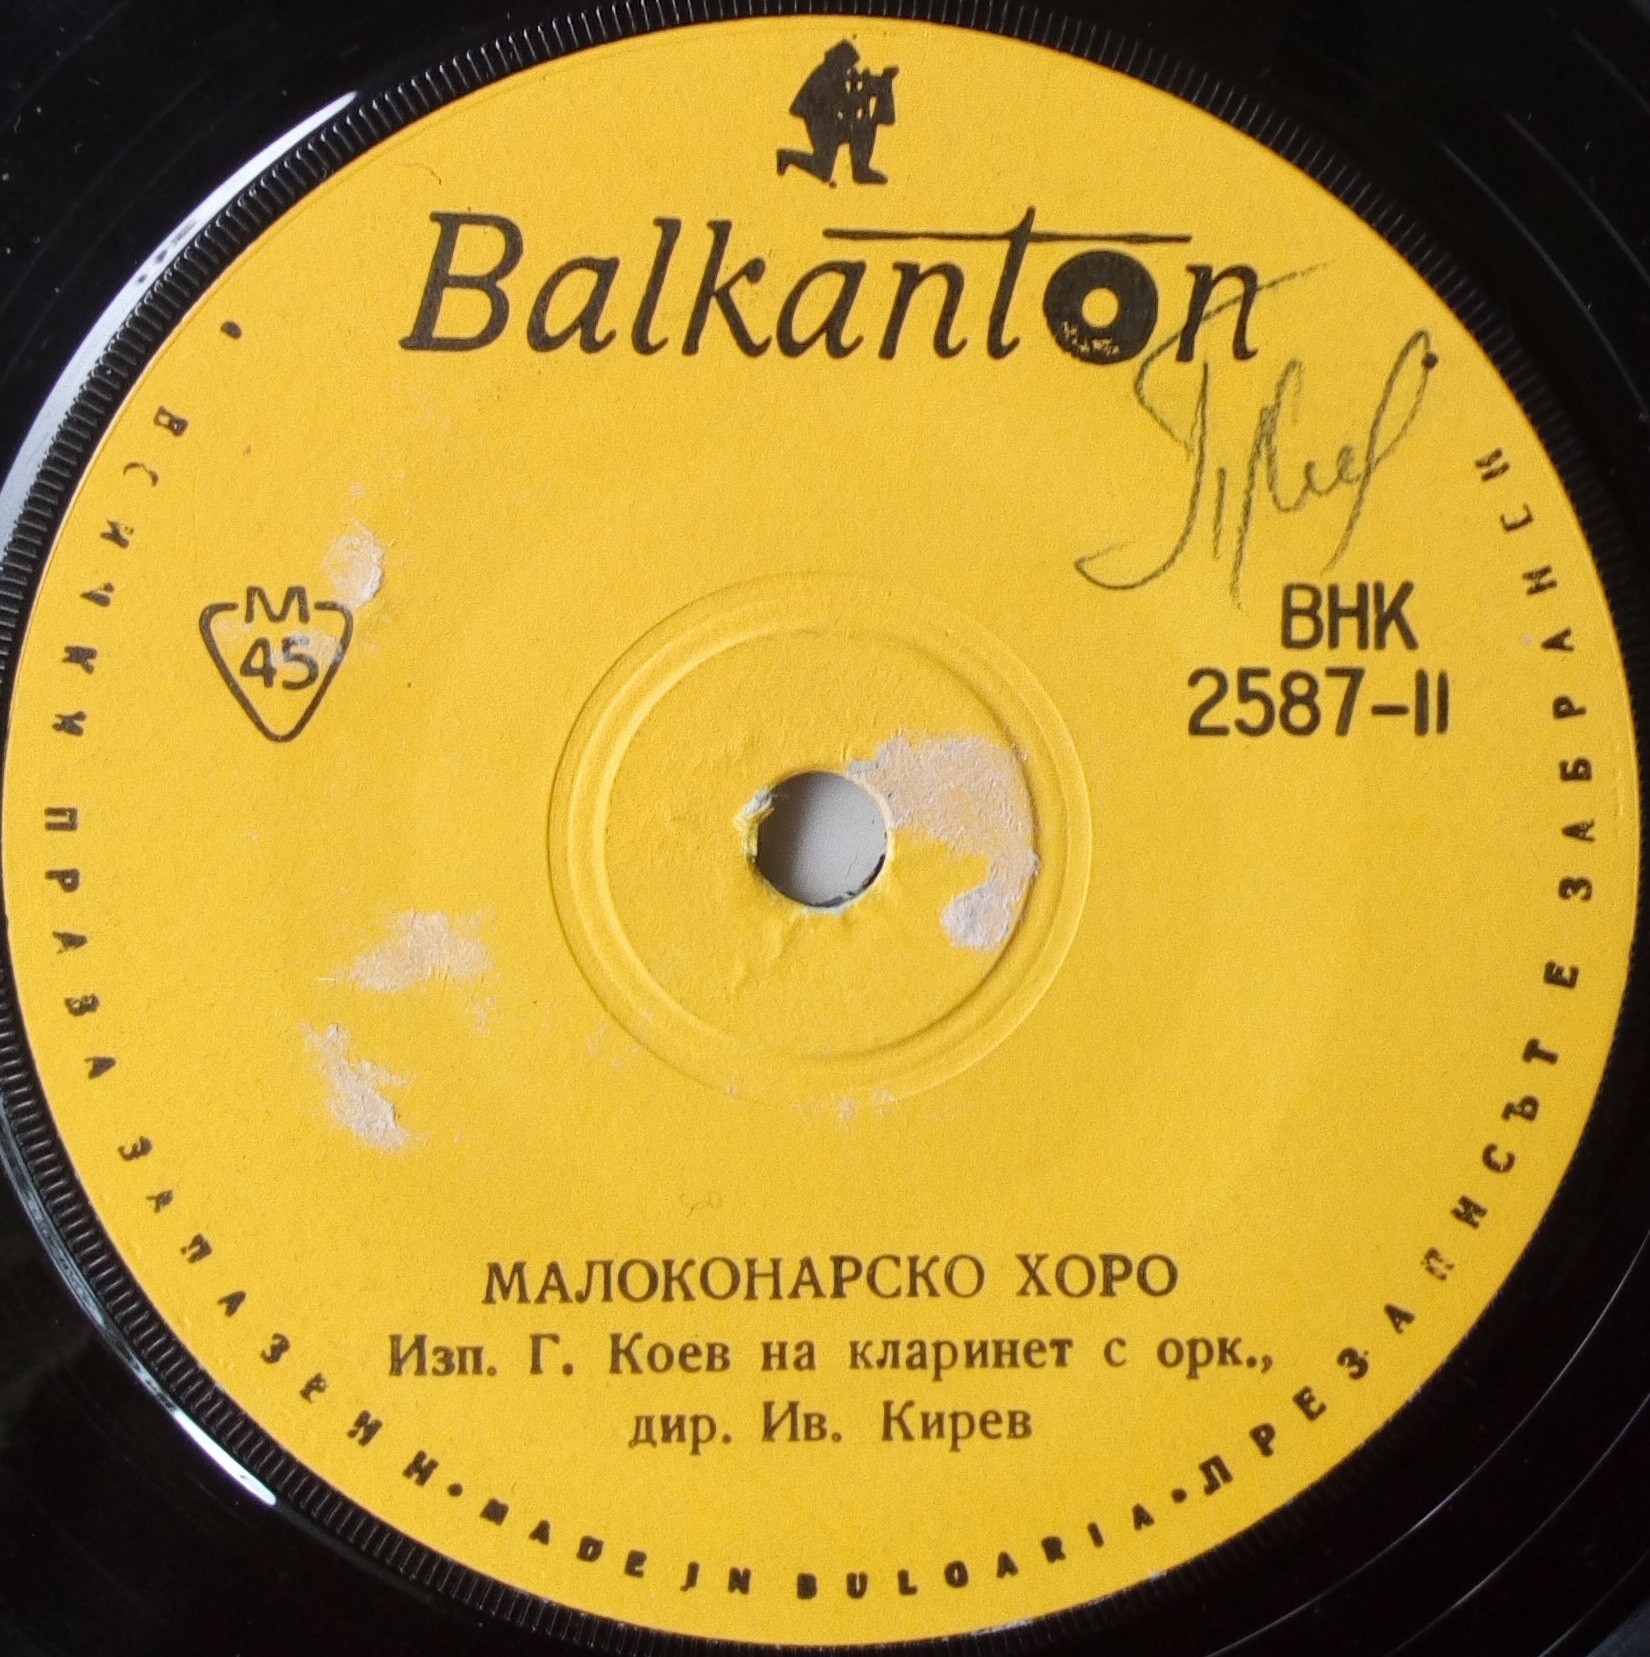 Balkanton
М
45
ВНК
2587-II
МАЛОКОНАРСКО ХОРО
Изп. Г. Коев на кларинет с орк.,
дир. Ив. Кирев
• ВСИЧКИ ПРАВА ЗАПАЗЕНИ • MADE IN BULGARIA • ПРЕЗАПИСЪТ Е ЗАБРАНЕН •